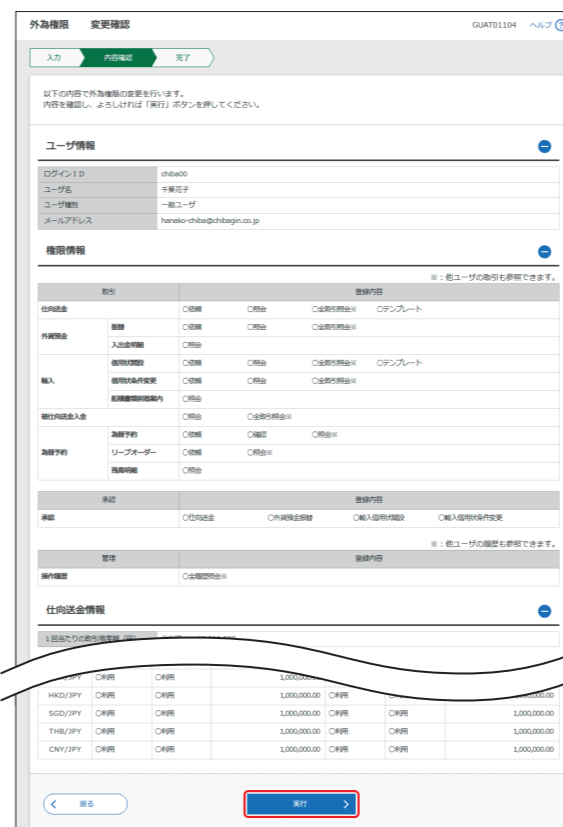 外為権限　変更確認　GUAT01104　ヘルプ ?
入力　内容確認　完了
以下の内容で外為権限の変更を行います。
内容を確認し、よろしければ「実行」ボタンを押してください。
ユーザ情報
ログインID　chiba00
ユーザ名　千葉花子
ユーザ種別　一般ユーザ
メールアドレス　hanako-chiba@chibagin.co.jp
権限情報
※：他ユーザの取引も参照できます。
取引　登録内容
仕向送金　○依頼　○照会　○全取引照会※　○テンプレート
外貨預金　振替　○依頼　○照会　○全取引照会※
入出金明細　○照会
輸入　信用状開設　○依頼　○照会　○全取引照会※　○テンプレート
信用状条件変更　○依頼　○照会　○全取引照会※
船積書類到着案内　○照会
被仕向送金入金　○照会　○全取引照会※
為替予約　為替予約　○依頼　○確認　○照会※
リーブオーダー　○依頼　○照会※
残高明細　○照会
承認　登録内容
承認　○仕向送金　○外貨預金振替　○輸入信用状開設　○輸入信用状条件変更
※：他ユーザの履歴も参照できます。
管理　登録内容
操作履歴　○全履歴照会※
仕向送金情報
/JPY　○利用　○利用　1,000,000.00
HKD/JPY　○利用　○利用　1,000,000.00　○利用
SGD/JPY　○利用　○利用　1,000,000.00　○利用　○利用　1,000,000.00
THB/JPY　○利用　○利用　1,000,000.00　○利用　○利用　1,000,000.00
CNY/JPY　○利用　○利用　1,000,000.00　○利用　○利用　1,000,000.00
戻る　実行